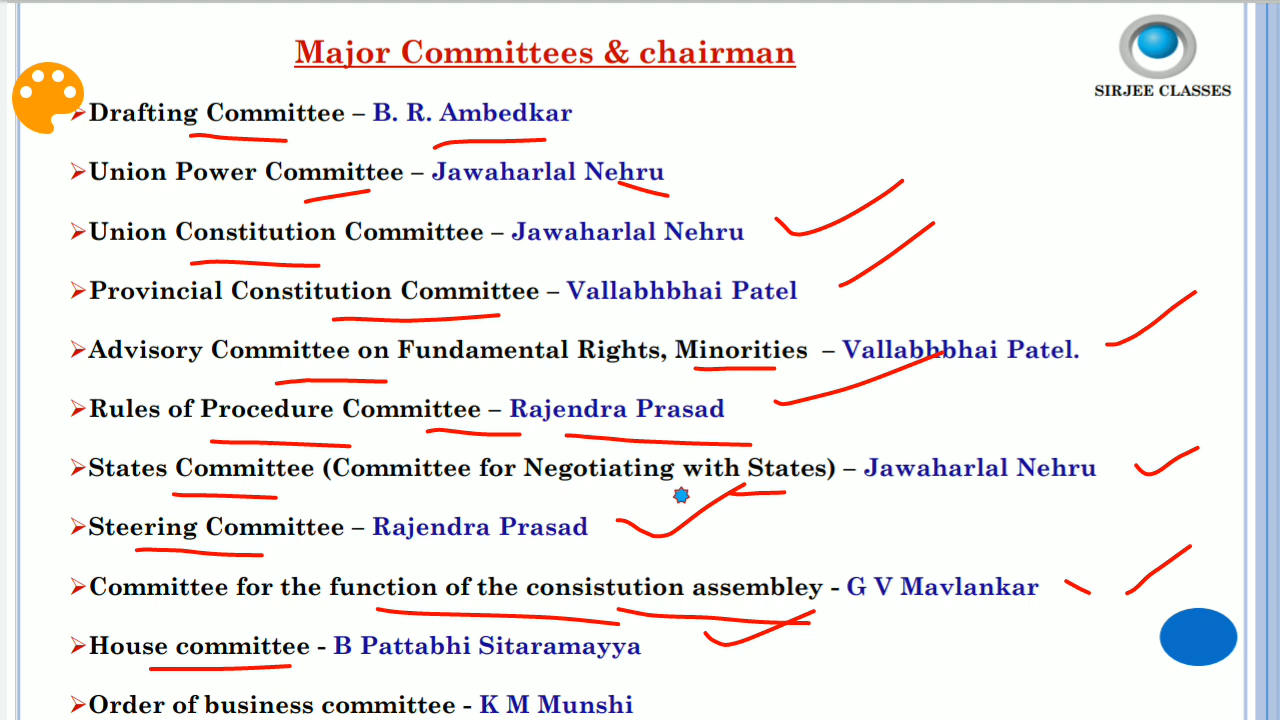 Major Committees & chairman
SIRJEE CLASSES
➢Drafting Committee – B. R. Ambedkar
➢Union Power Committee – Jawaharlal Nehru
➢Union Constitution Committee – Jawaharlal Nehru
➢Provincial Constitution Committee – Vallabhbhai Patel
➢Advisory Committee on Fundamental Rights, Minorities – Vallabhbhai Patel.
➢Rules of Procedure Committee – Rajendra Prasad
➢States Committee (Committee for Negotiating with States) – Jawaharlal Nehru
➢Steering Committee – Rajendra Prasad
➢Committee for the function of the consistution assembley - G V Mavlankar
➢House committee - B Pattabhi Sitaramayya
➢Order of business committee - K M Munshi